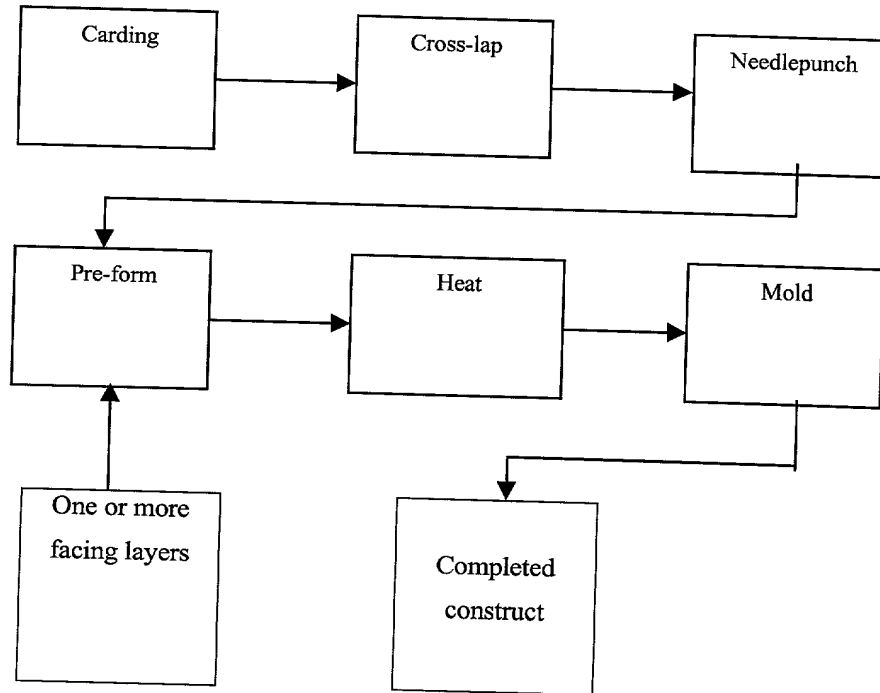 Carding
Cross-lap
Needlepunch
Pre-form
Heat
Mold
One or more
facing layers
Completed
construct